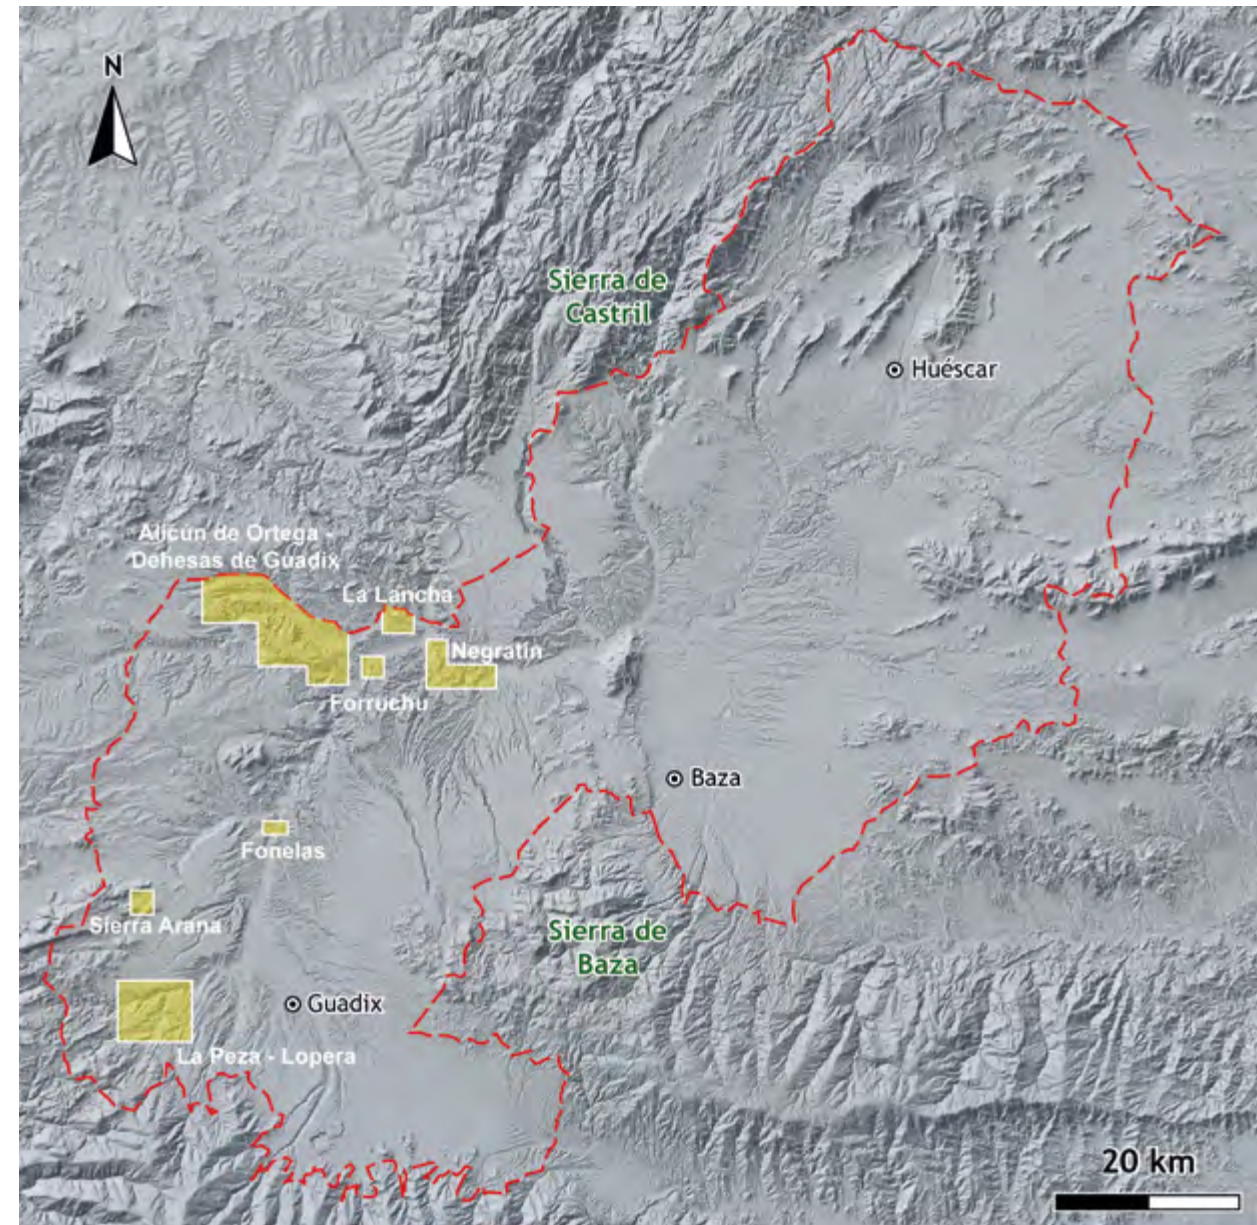 N
Sierra de
Castril
Huéscar
Alicún de Ortega -
Dehesas de Guadix
La Lancha
Negratín
Forruchu
Baza
Fonelas
Sierra Arana
Sierra de
Baza
Guadix
La Peza - Lopera
20 km